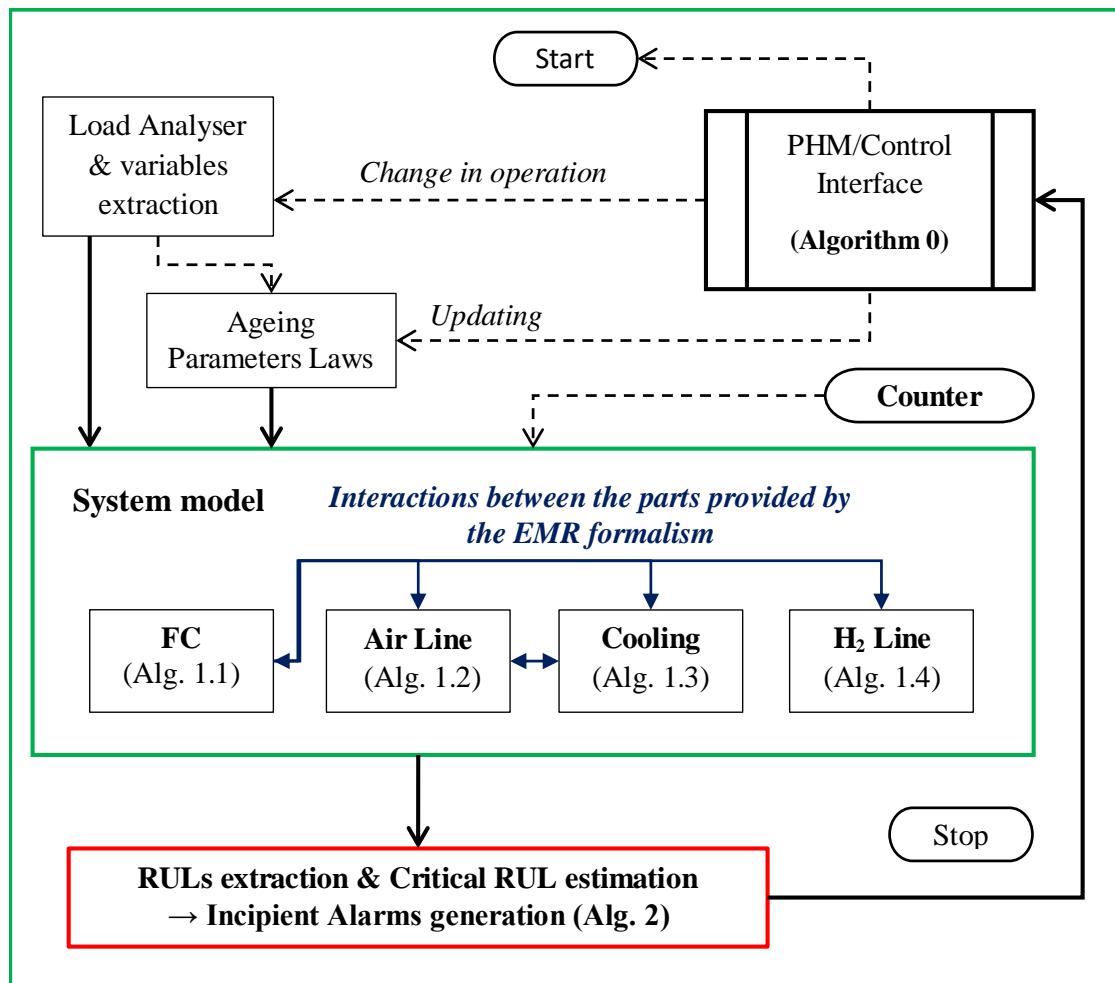 Start
Load Analyser
& variables
extraction
Change in operation
PHM/Control
Interface
(Algorithm 0)
Ageing
Parameters Laws
Updating
Counter
System model
Interactions between the parts provided by
the EMR formalism
FC
(Alg. 1.1)
Air Line
(Alg. 1.2)
Cooling
(Alg. 1.3)
H₂ Line
(Alg. 1.4)
Stop
RULs extraction & Critical RUL estimation
→ Incipient Alarms generation (Alg. 2)